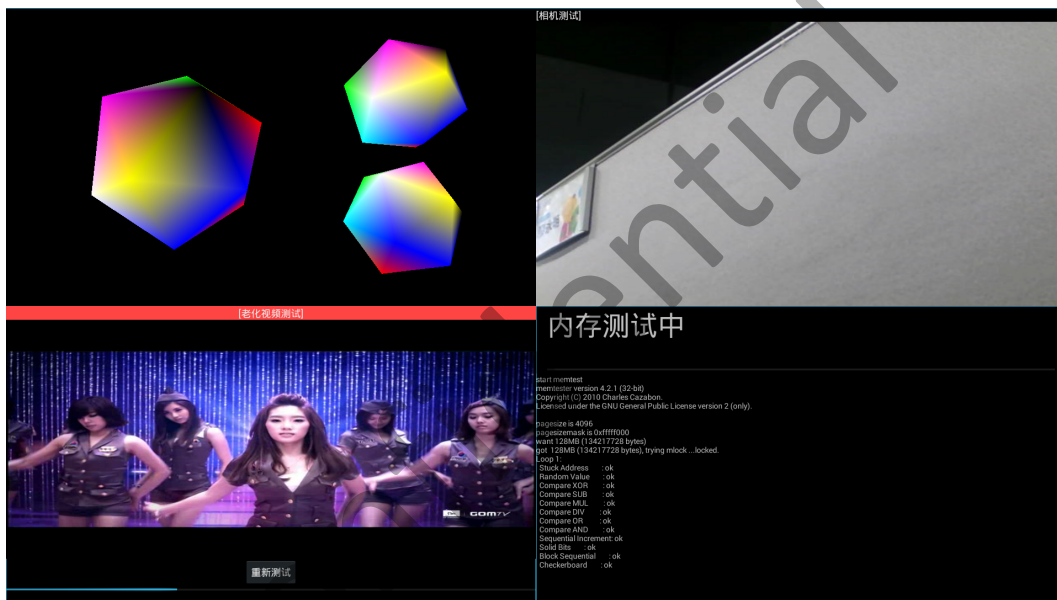 [相机测试]
ential
[老化视频测试]
GOMTV
重新测试
内存测试中
start memtest
memtester version 4.2.1 (32-bit)
Copyright (C) 2010 Charles Cazabon.
Licensed under the GNU General Public License version 2 (only).
pagesize is 4096
pagesizemask is 0xfffff000
want 128MB (134217728 bytes)
got 128MB (134217728 bytes), trying mlock ...locked.
Loop 1:
Stuck Address : ok
Random Value : ok
Compare XOR : ok
Compare SUB : ok
Compare MUL : ok
Compare DIV : ok
Compare OR : ok
Compare AND : ok
Sequential Increment: ok
Solid Bits : ok
Block Sequential : ok
Checkerboard : ok